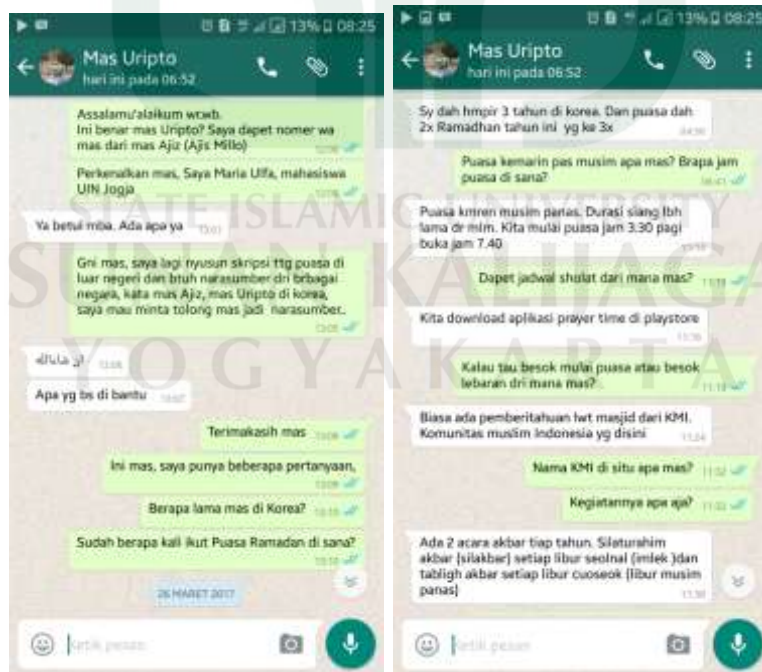 13% 08:25
Mas Uripto
hari ini pada 06:52
Assalamu'alaikum wr.wb.
Ini benar mas Uripto? Saya dapet nomer wa
mas dari mas Ajiz (Ajis Millo)
Perkenalkan mas, Saya Maria Ulfa, mahasiswa
UIN Jogja
Ya betul mba. Ada apa ya
Gni mas, saya lagi nyusun skripsi ttg puasa di
luar negeri dan btuh narasumber dri brbagai
negara, kata mas Ajiz, mas Uripto di korea,
saya mau minta tolong mas jadi narasumber..
Apa yg bs di bantu
Terimakasih mas
Ini mas, saya punya beberapa pertanyaan,
Berapa lama mas di Korea?
Sudah berapa kali ikut Puasa Ramadan di sana?
26 MARET 2017
Ketik pesan
13% 08:25
Mas Uripto
hari ini pada 06:52
Sy dah hmpir 3 tahun di korea. Dan puasa dah
2x Ramadhan tahun ini yg ke 3x
Puasa kemarin pas musim apa mas? Brapa jam
puasa di sana?
Puasa kmren musim panas. Durasi siang lbh
lama dr mlm. Kita mulai puasa jam 3.30 pagi
buka jam 7.40
Dapet jadwal sholat dari mana mas?
Kita download aplikasi prayer time di playstore
Kalau tau besok mulai puasa atau besok
lebaran dri mana mas?
Biasa ada pemberitahuan lwt masjid dari KMI.
Komunitas muslim Indonesia yg disini
Nama KMI di situ apa mas?
Kegiatannya apa aja?
Ada 2 acara akbar tiap tahun. Silaturahim
akbar (silakbar) setiap libur seolnal (imlek )dan
tabligh akbar setiap libur cuoseok (libur musim
panas)
Ketik pesan
STATE ISLAMIC UNIVERSITY
SUNAN KALIJAGA
YOGYAKARTA